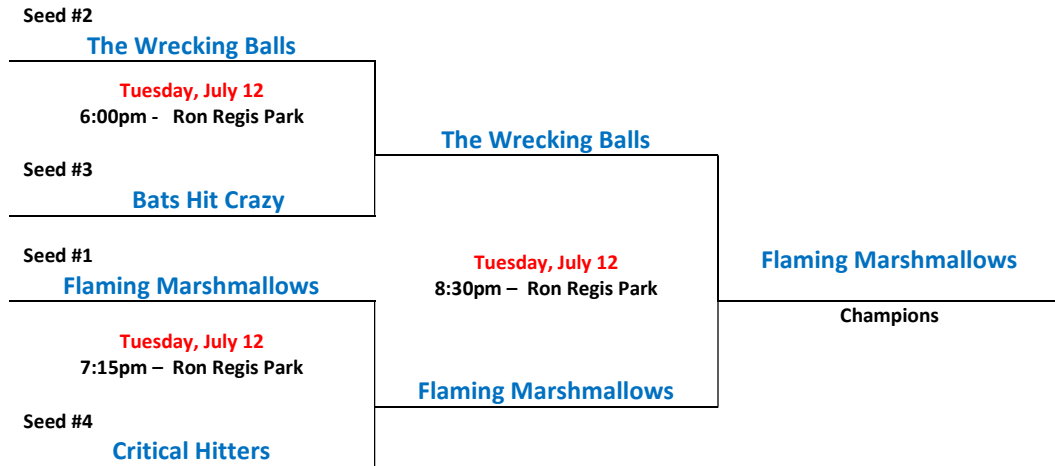 Seed #2
The Wrecking Balls
Tuesday, July 12
6:00pm - Ron Regis Park
The Wrecking Balls
Seed #3
Bats Hit Crazy
Seed #1
Flaming Marshmallows
Tuesday, July 12
8:30pm – Ron Regis Park
Flaming Marshmallows
Champions
Tuesday, July 12
7:15pm – Ron Regis Park
Flaming Marshmallows
Seed #4
Critical Hitters